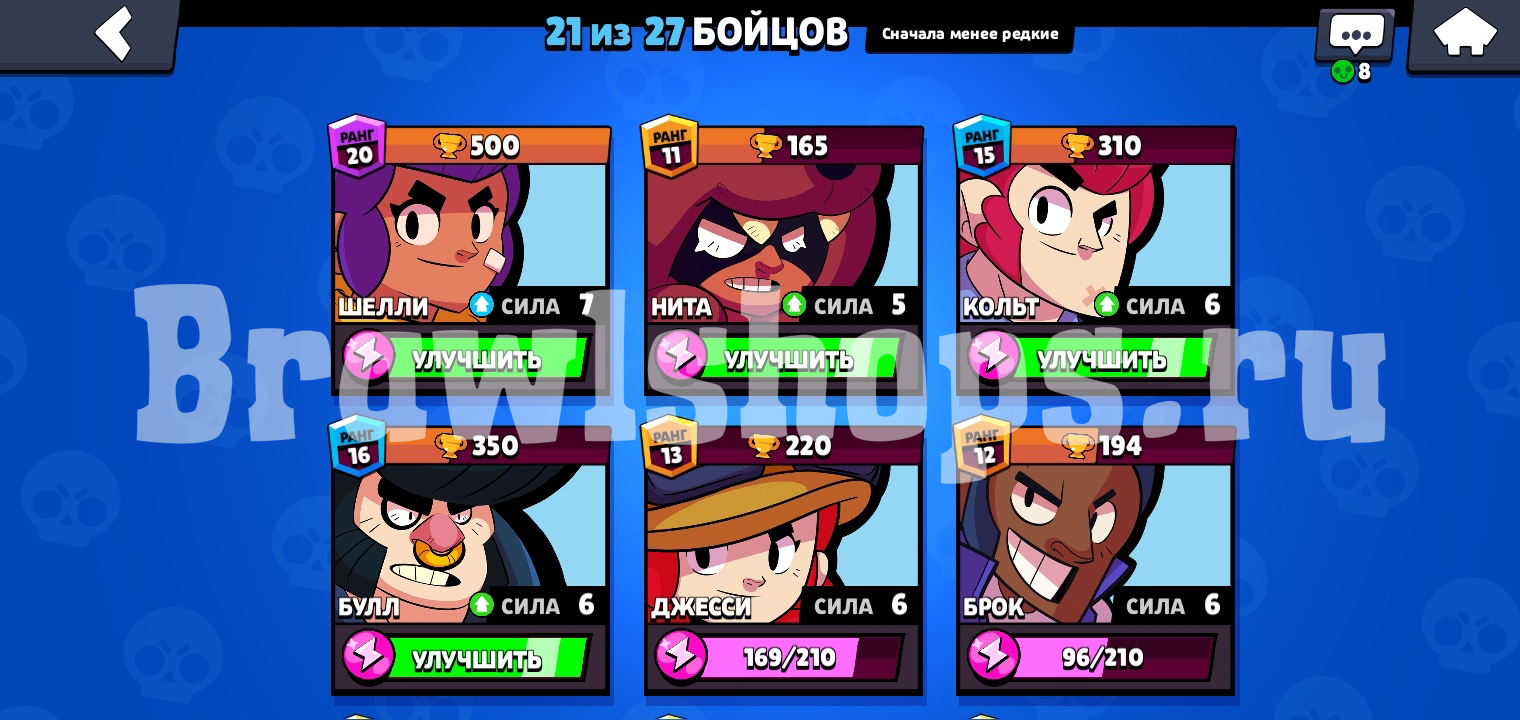 21 из 27 БОЙЦОВ
Сначала менее редкие
8
РАНГ 20
500
РАНГ 11
165
РАНГ 15
310
ШЕЛЛИ СИЛА 7
НИТА СИЛА 5
КОЛЬТ СИЛА 6
УЛУЧШИТЬ
УЛУЧШИТЬ
УЛУЧШИТЬ
Brawlshops.ru
РАНГ 16
350
РАНГ 13
220
РАНГ 12
194
БУЛЛ СИЛА 6
ДЖЕССИ СИЛА 6
БРОК СИЛА 6
УЛУЧШИТЬ
169/210
96/210